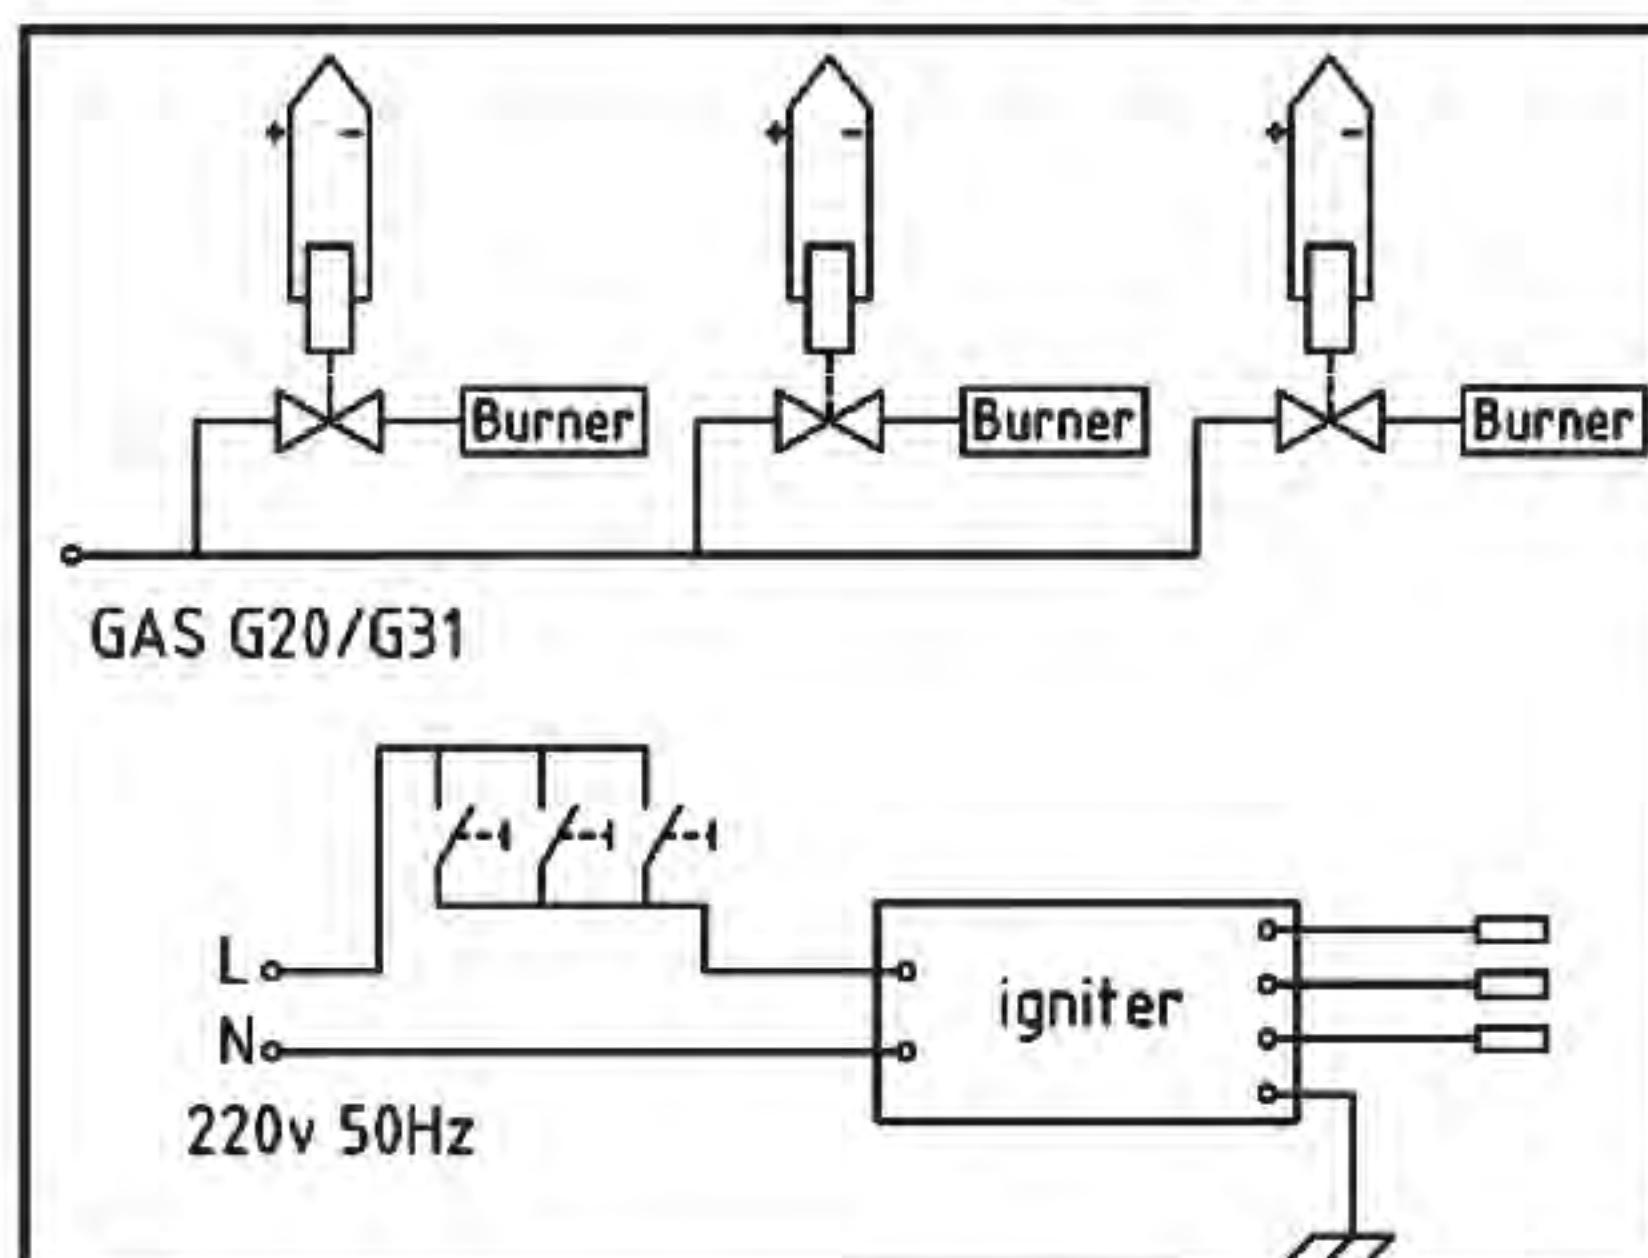 + - + - + -
Burner Burner Burner
GAS G20/G31
L
igniter
N
220v 50Hz